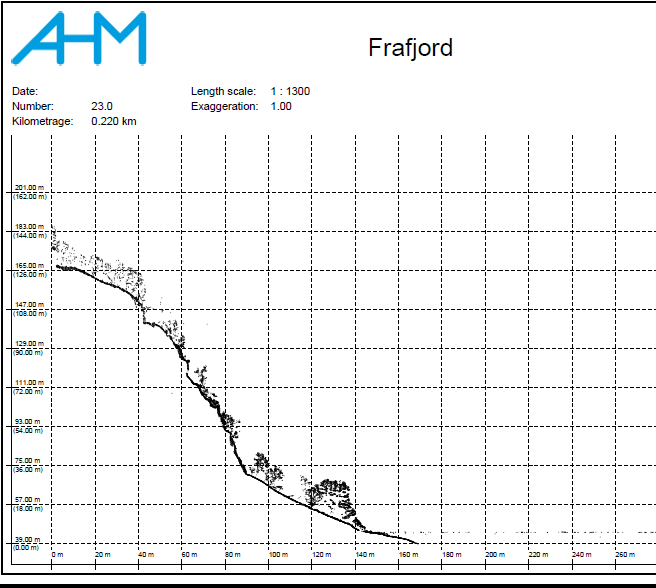 AHM
Frafjord
Date:
Number: 23.0
Kilometrage: 0.220 km
Length scale: 1 : 1300
Exaggeration: 1.00
201.00 m
(162.00 m)
183.00 m
(144.00 m)
165.00 m
(126.00 m)
147.00 m
(108.00 m)
129.00 m
(90.00 m)
111.00 m
(72.00 m)
93.00 m
(54.00 m)
75.00 m
(36.00 m)
57.00 m
(18.00 m)
39.00 m
(0.00 m)
0 m 20 m 40 m 60 m 80 m 100 m 120 m 140 m 160 m 180 m 200 m 220 m 240 m 260 m